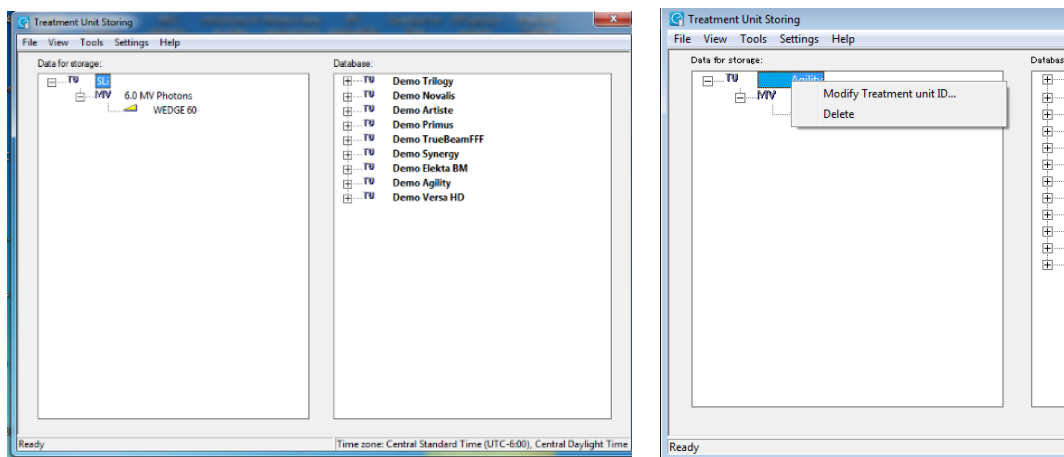 Treatment Unit Storing
File View Tools Settings Help
Data for storage:
TU SLi
MV 6.0 MV Photons
WEDGE 60
Database:
TU Demo Trilogy
TU Demo Novalis
TU Demo Artiste
TU Demo Primus
TU Demo TrueBeamFFF
TU Demo Synergy
TU Demo Elekta BM
TU Demo Agility
TU Demo Versa HD
Ready
Time zone: Central Standard Time (UTC-6:00), Central Daylight Time
Treatment Unit Storing
File View Tools Settings Help
Data for storage:
TU Agility
MV
Modify Treatment unit ID...
Delete
Databas
Ready